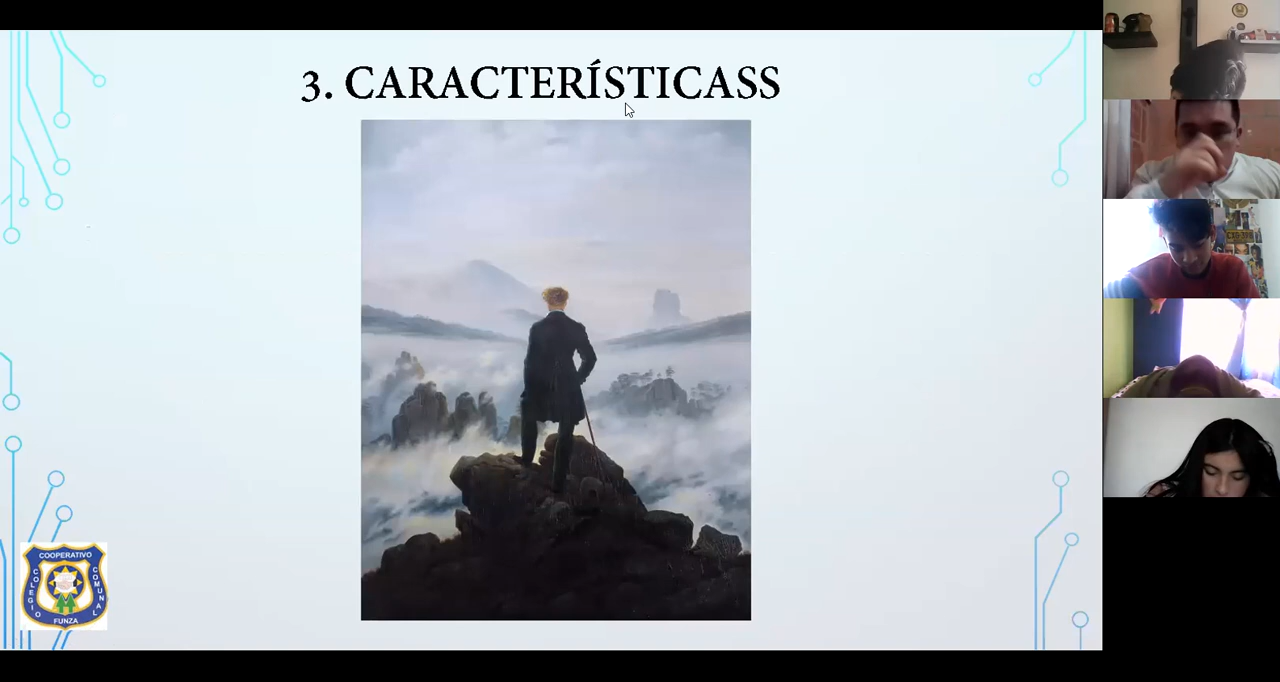 3. CARACTERÍSTICASS
COOPERATIVO
COLEGIO
COMUNAL
FUNZA